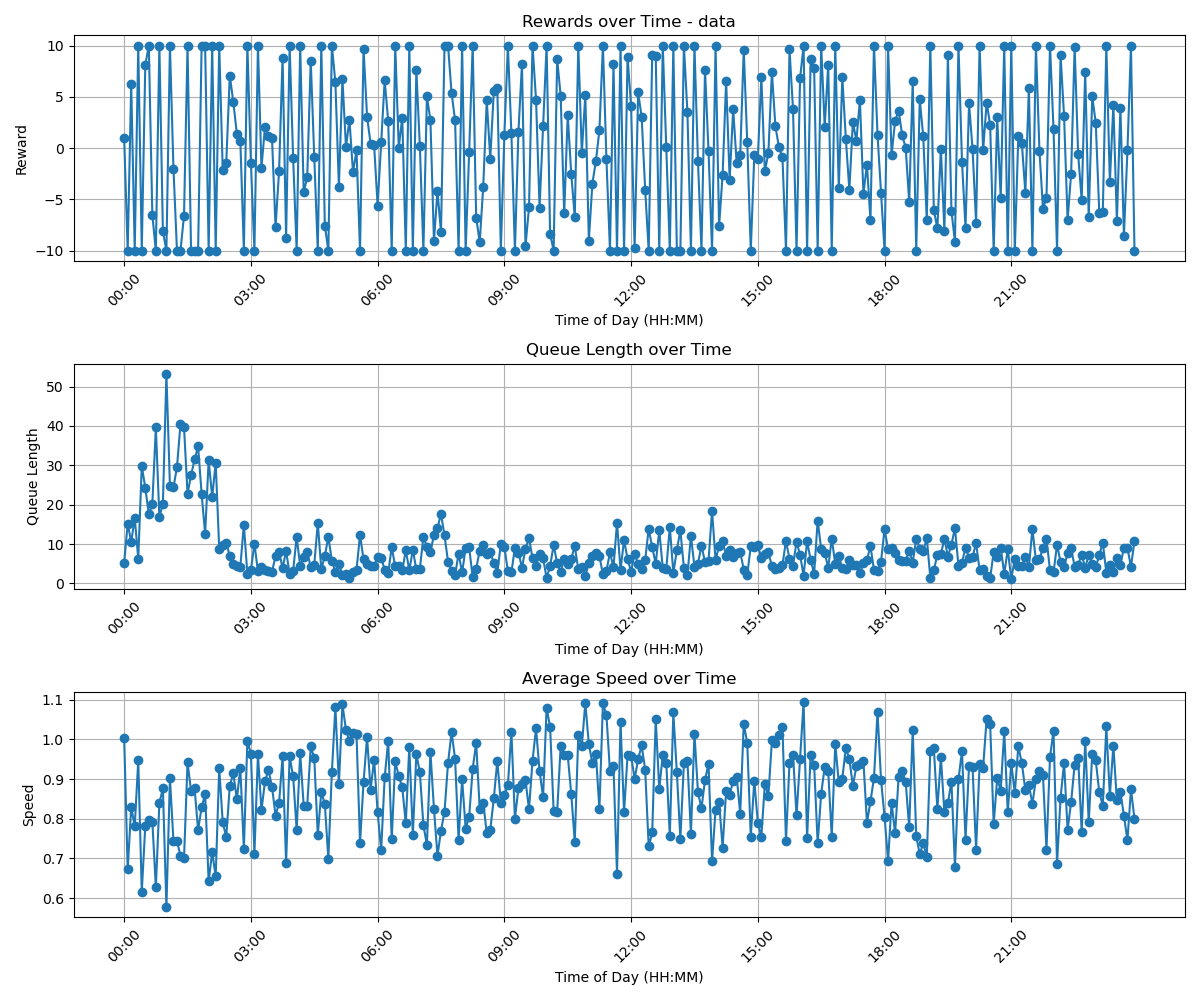 Rewards over Time - data
Reward
10
5
0
−5
−10
00:00 03:00 06:00 09:00 12:00 15:00 18:00 21:00
Time of Day (HH:MM)
Queue Length over Time
Queue Length
50
40
30
20
10
0
00:00 03:00 06:00 09:00 12:00 15:00 18:00 21:00
Time of Day (HH:MM)
Average Speed over Time
Speed
1.1
1.0
0.9
0.8
0.7
0.6
00:00 03:00 06:00 09:00 12:00 15:00 18:00 21:00
Time of Day (HH:MM)